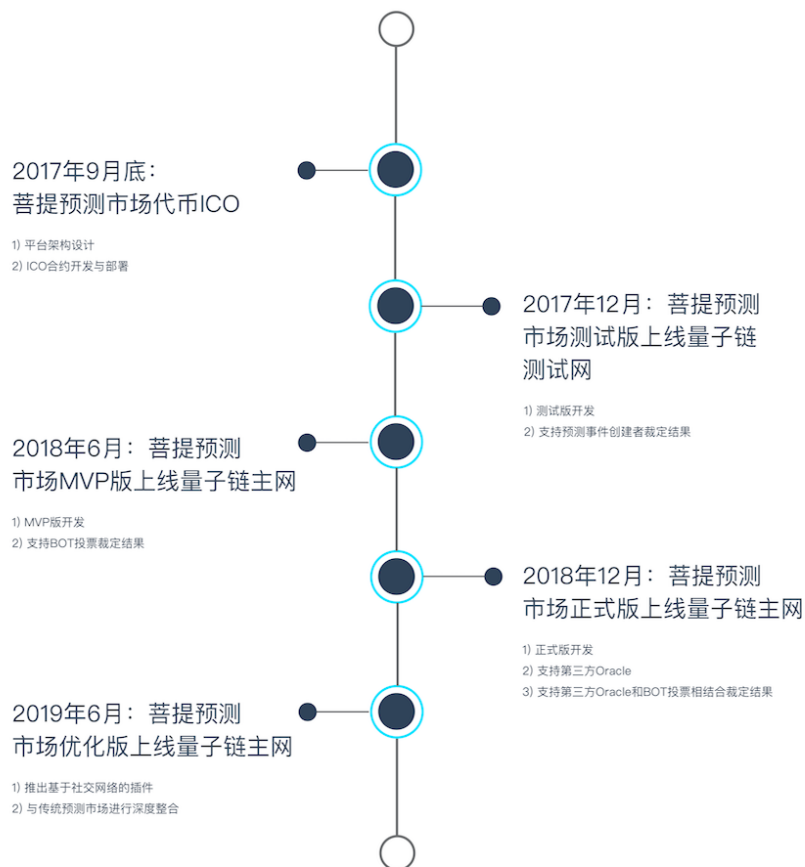 2017年9月底：
菩提预测市场代币ICO
1) 平台架构设计
2) ICO合约开发与部署
2017年12月：菩提预测
市场测试版上线量子链
测试网
1) 测试版开发
2) 支持预测事件创建者裁定结果
2018年6月：菩提预测
市场MVP版上线量子链主网
1) MVP版开发
2) 支持BOT投票裁定结果
2018年12月：菩提预测
市场正式版上线量子链主网
1) 正式版开发
2) 支持第三方Oracle
3) 支持第三方Oracle和BOT投票相结合裁定结果
2019年6月：菩提预测
市场优化版上线量子链主网
1) 推出基于社交网络的插件
2) 与传统预测市场进行深度整合